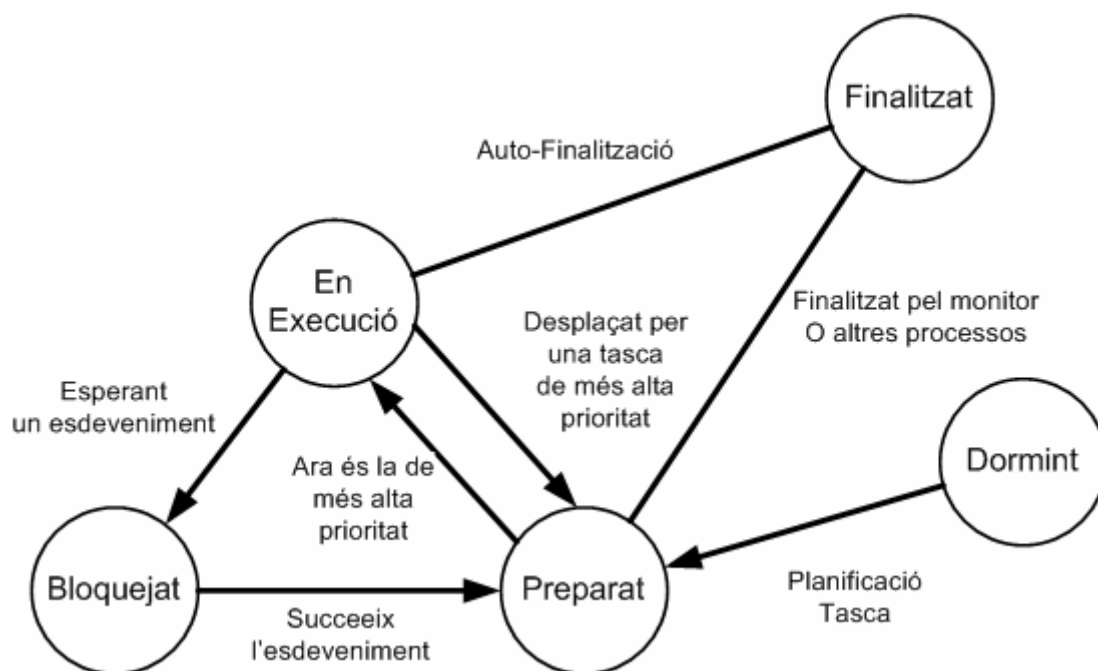 Finalitzat
Auto-Finalització
En
Execució
Finalitzat pel monitor
O altres processos
Desplaçat per
una tasca
de més alta
prioritat
Esperant
un esdeveniment
Ara és la de
més alta
prioritat
Dormint
Bloquejat
Preparat
Planificació
Tasca
Succeeix
l'esdeveniment